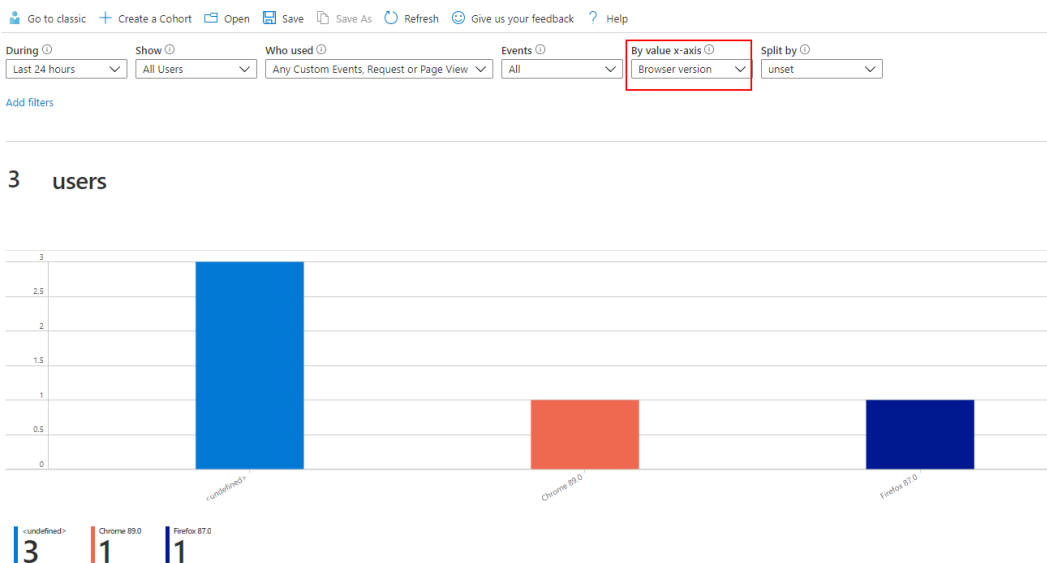 Go to classic Create a Cohort Open Save Save As Refresh Give us your feedback ? Help
During Show Who used Events By value x-axis Split by
Last 24 hours All Users Any Custom Events, Request or Page View All Browser version unset
Add filters
3 users
3
2.5
2
1.5
1
0.5
0
<undefined> Chrome 89.0 Firefox 87.0
<undefined> Chrome 89.0 Firefox 87.0
3 1 1